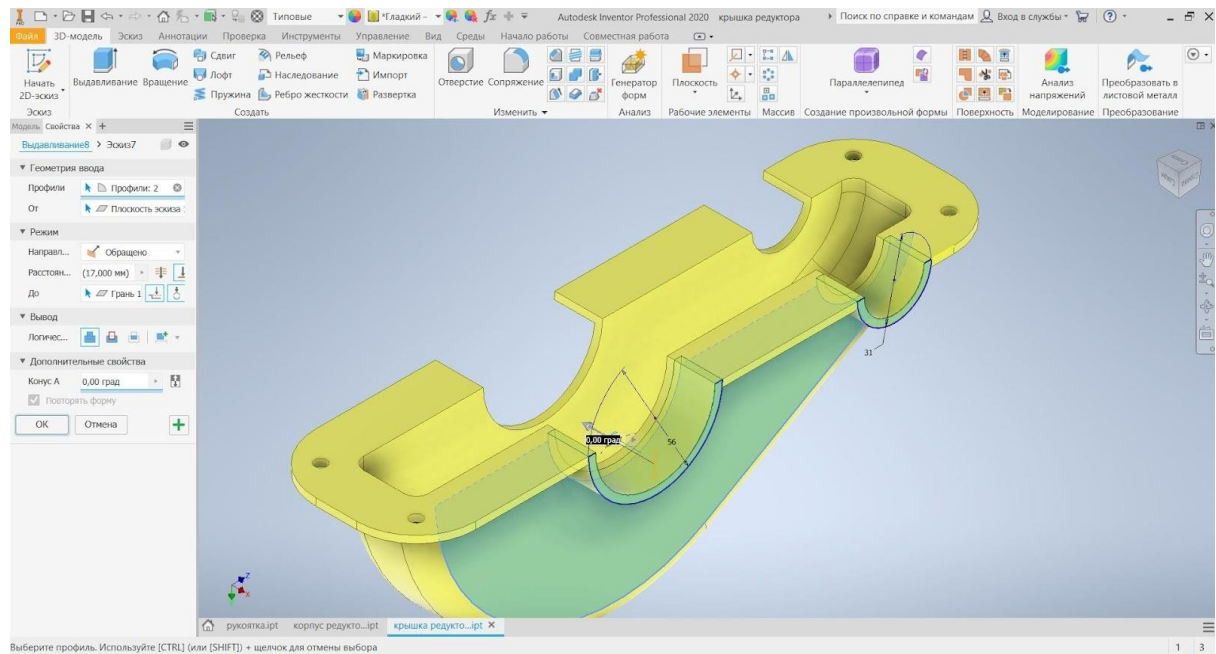 Типовые
*Гладкий -
Autodesk Inventor Professional 2020 крышка редуктора
Поиск по справке и командам
Вход в службы
Файл 3D-модель Эскиз Аннотации Проверка Инструменты Управление Вид Среды Начало работы Совместная работа
Начать 2D-эскиз
Выдавливание Вращение
Сдвиг Рельеф Маркировка
Лофт Наследование Импорт
Пружина Ребро жесткости Развертка
Отверстие Сопряжение
Генератор форм
Плоскость
Параллелепипед
Анализ напряжений
Преобразовать в листовой металл
Эскиз Создать Изменить Анализ Рабочие элементы Массив Создание произвольной формы Поверхность Моделирование Преобразование
Модель Свойства × +
Выдавливание8 > Эскиз7
Геометрия ввода
Профили Профили: 2
От Плоскость эскиза
Режим
Направл... Обращено
Расстоян... (17,000 мм)
До Грань 1
Вывод
Логичес...
Дополнительные свойства
Конус A 0,00 град
Повторять форму
OK Отмена +
31
0,00 град
56
Z
рукоятка.ipt корпус редукто...ipt крышка редукто...ipt ×
Выберите профиль. Используйте [CTRL] (или [SHIFT]) + щелчок для отмены выбора
1 3